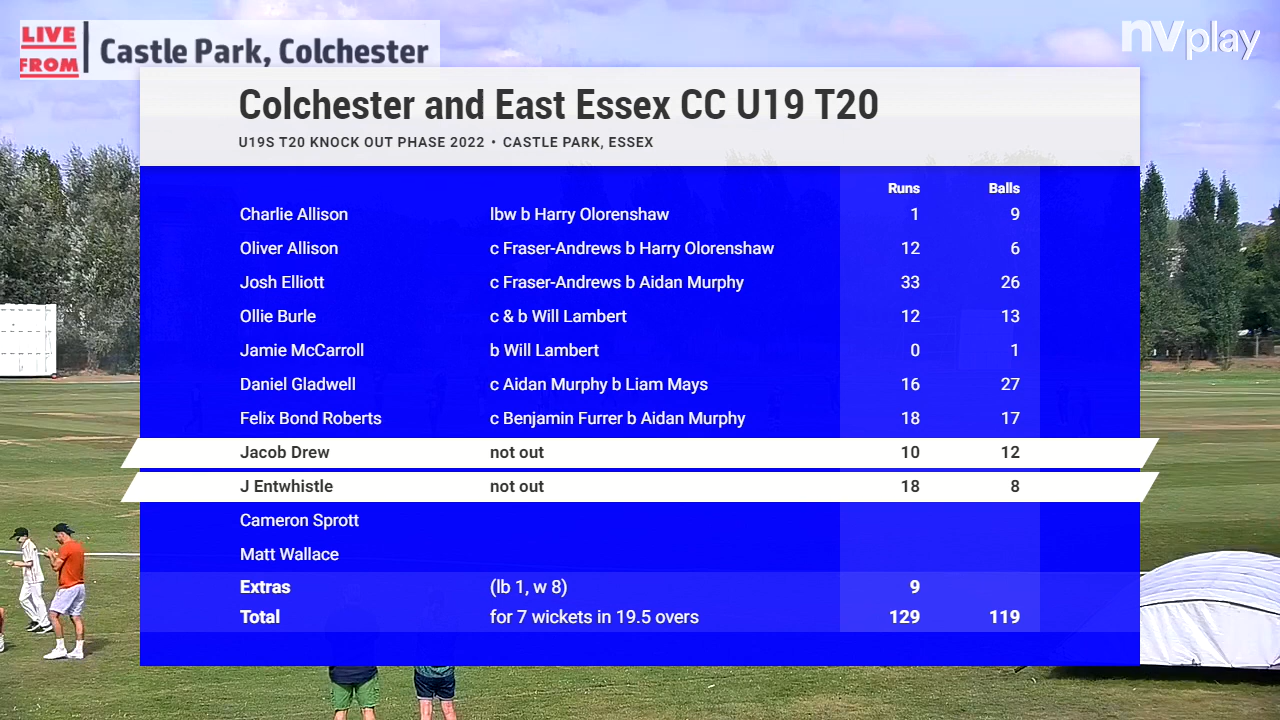 LIVE FROM Castle Park, Colchester
nvplay
Colchester and East Essex CC U19 T20
U19S T20 KNOCK OUT PHASE 2022 • CASTLE PARK, ESSEX
Runs Balls
Charlie Allison lbw b Harry Olorenshaw 1 9
Oliver Allison c Fraser-Andrews b Harry Olorenshaw 12 6
Josh Elliott c Fraser-Andrews b Aidan Murphy 33 26
Ollie Burle c & b Will Lambert 12 13
Jamie McCarroll b Will Lambert 0 1
Daniel Gladwell c Aidan Murphy b Liam Mays 16 27
Felix Bond Roberts c Benjamin Furrer b Aidan Murphy 18 17
Jacob Drew not out 10 12
J Entwhistle not out 18 8
Cameron Sprott
Matt Wallace
Extras (lb 1, w 8) 9
Total for 7 wickets in 19.5 overs 129 119